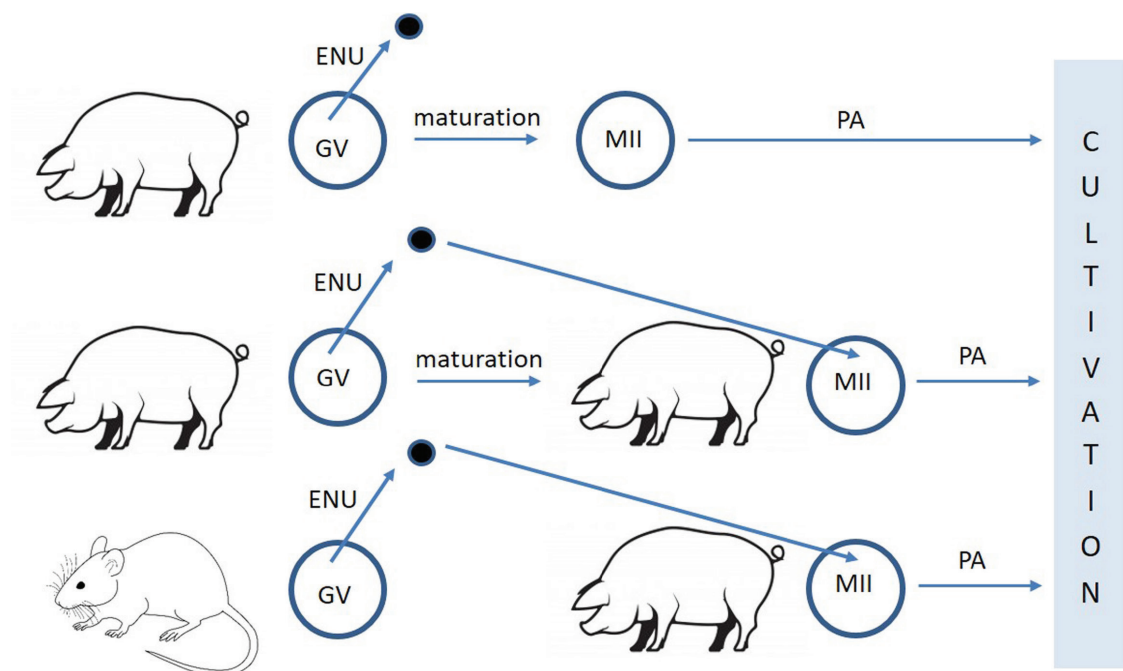 ENU
GV
maturation
MII
PA
ENU
GV
maturation
MII
PA
ENU
GV
MII
PA
CULTIVATION